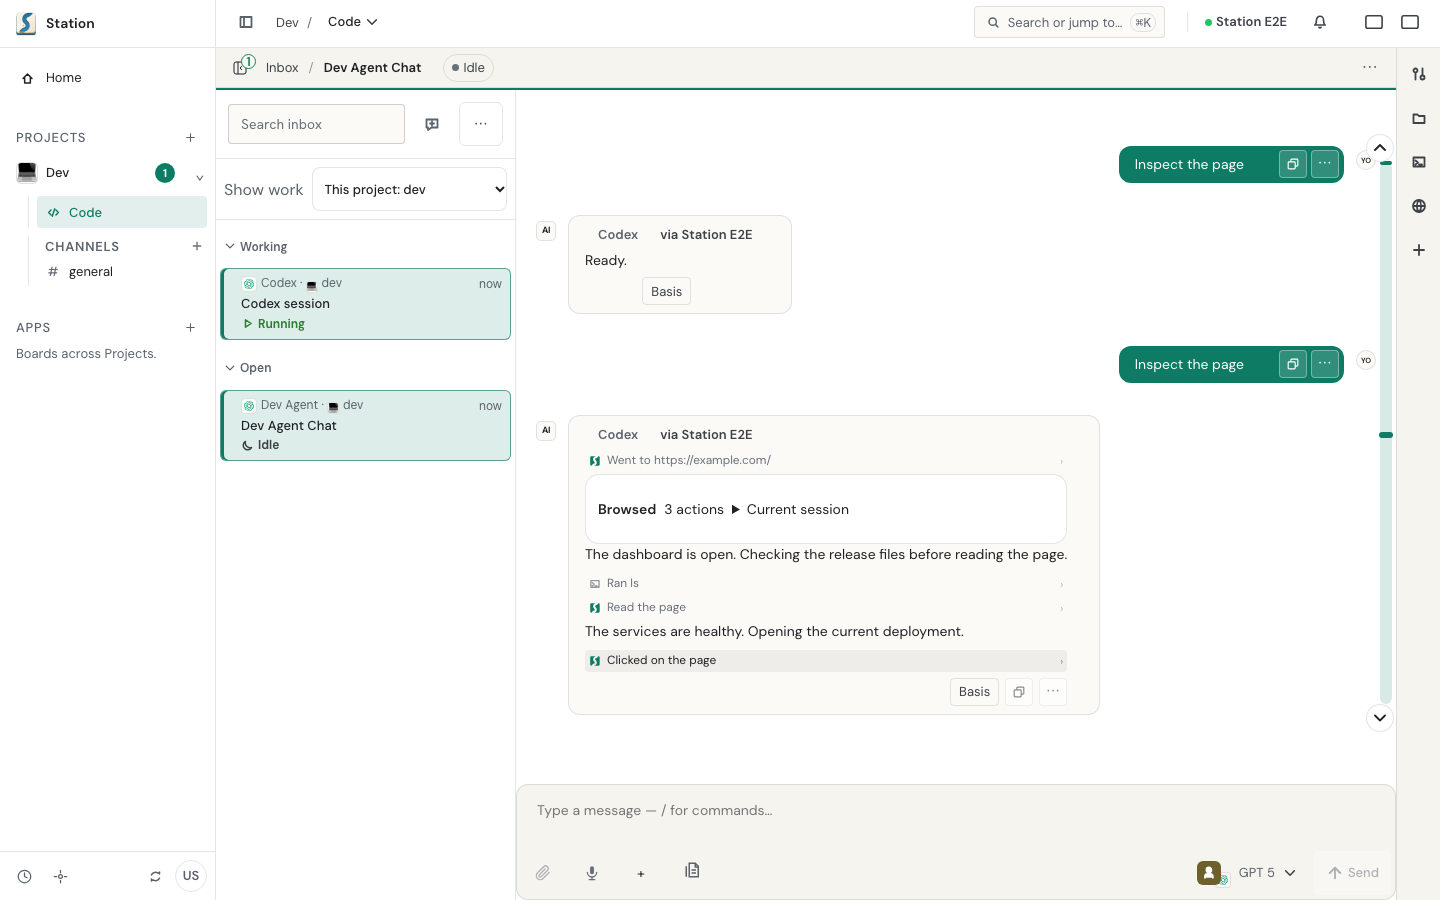 Station
Dev / Code
Search or jump to... ⌘K
Station E2E
Home
PROJECTS +
Dev 1
Code
CHANNELS +
# general
APPS +
Boards across Projects.
US
1
Inbox / Dev Agent Chat
Idle
...
Search inbox
...
Show work This project: dev
Working
Codex · dev now
Codex session
Running
Open
Dev Agent · dev now
Dev Agent Chat
Idle
Inspect the page ...
YO
AI
Codex via Station E2E
Ready.
Basis
Inspect the page ...
YO
AI
Codex via Station E2E
Went to https://example.com/ ›
Browsed 3 actions ▶ Current session
The dashboard is open. Checking the release files before reading the page.
Ran ls ›
Read the page ›
The services are healthy. Opening the current deployment.
Clicked on the page ›
Basis ...
Type a message — / for commands...
+
GPT 5
Send